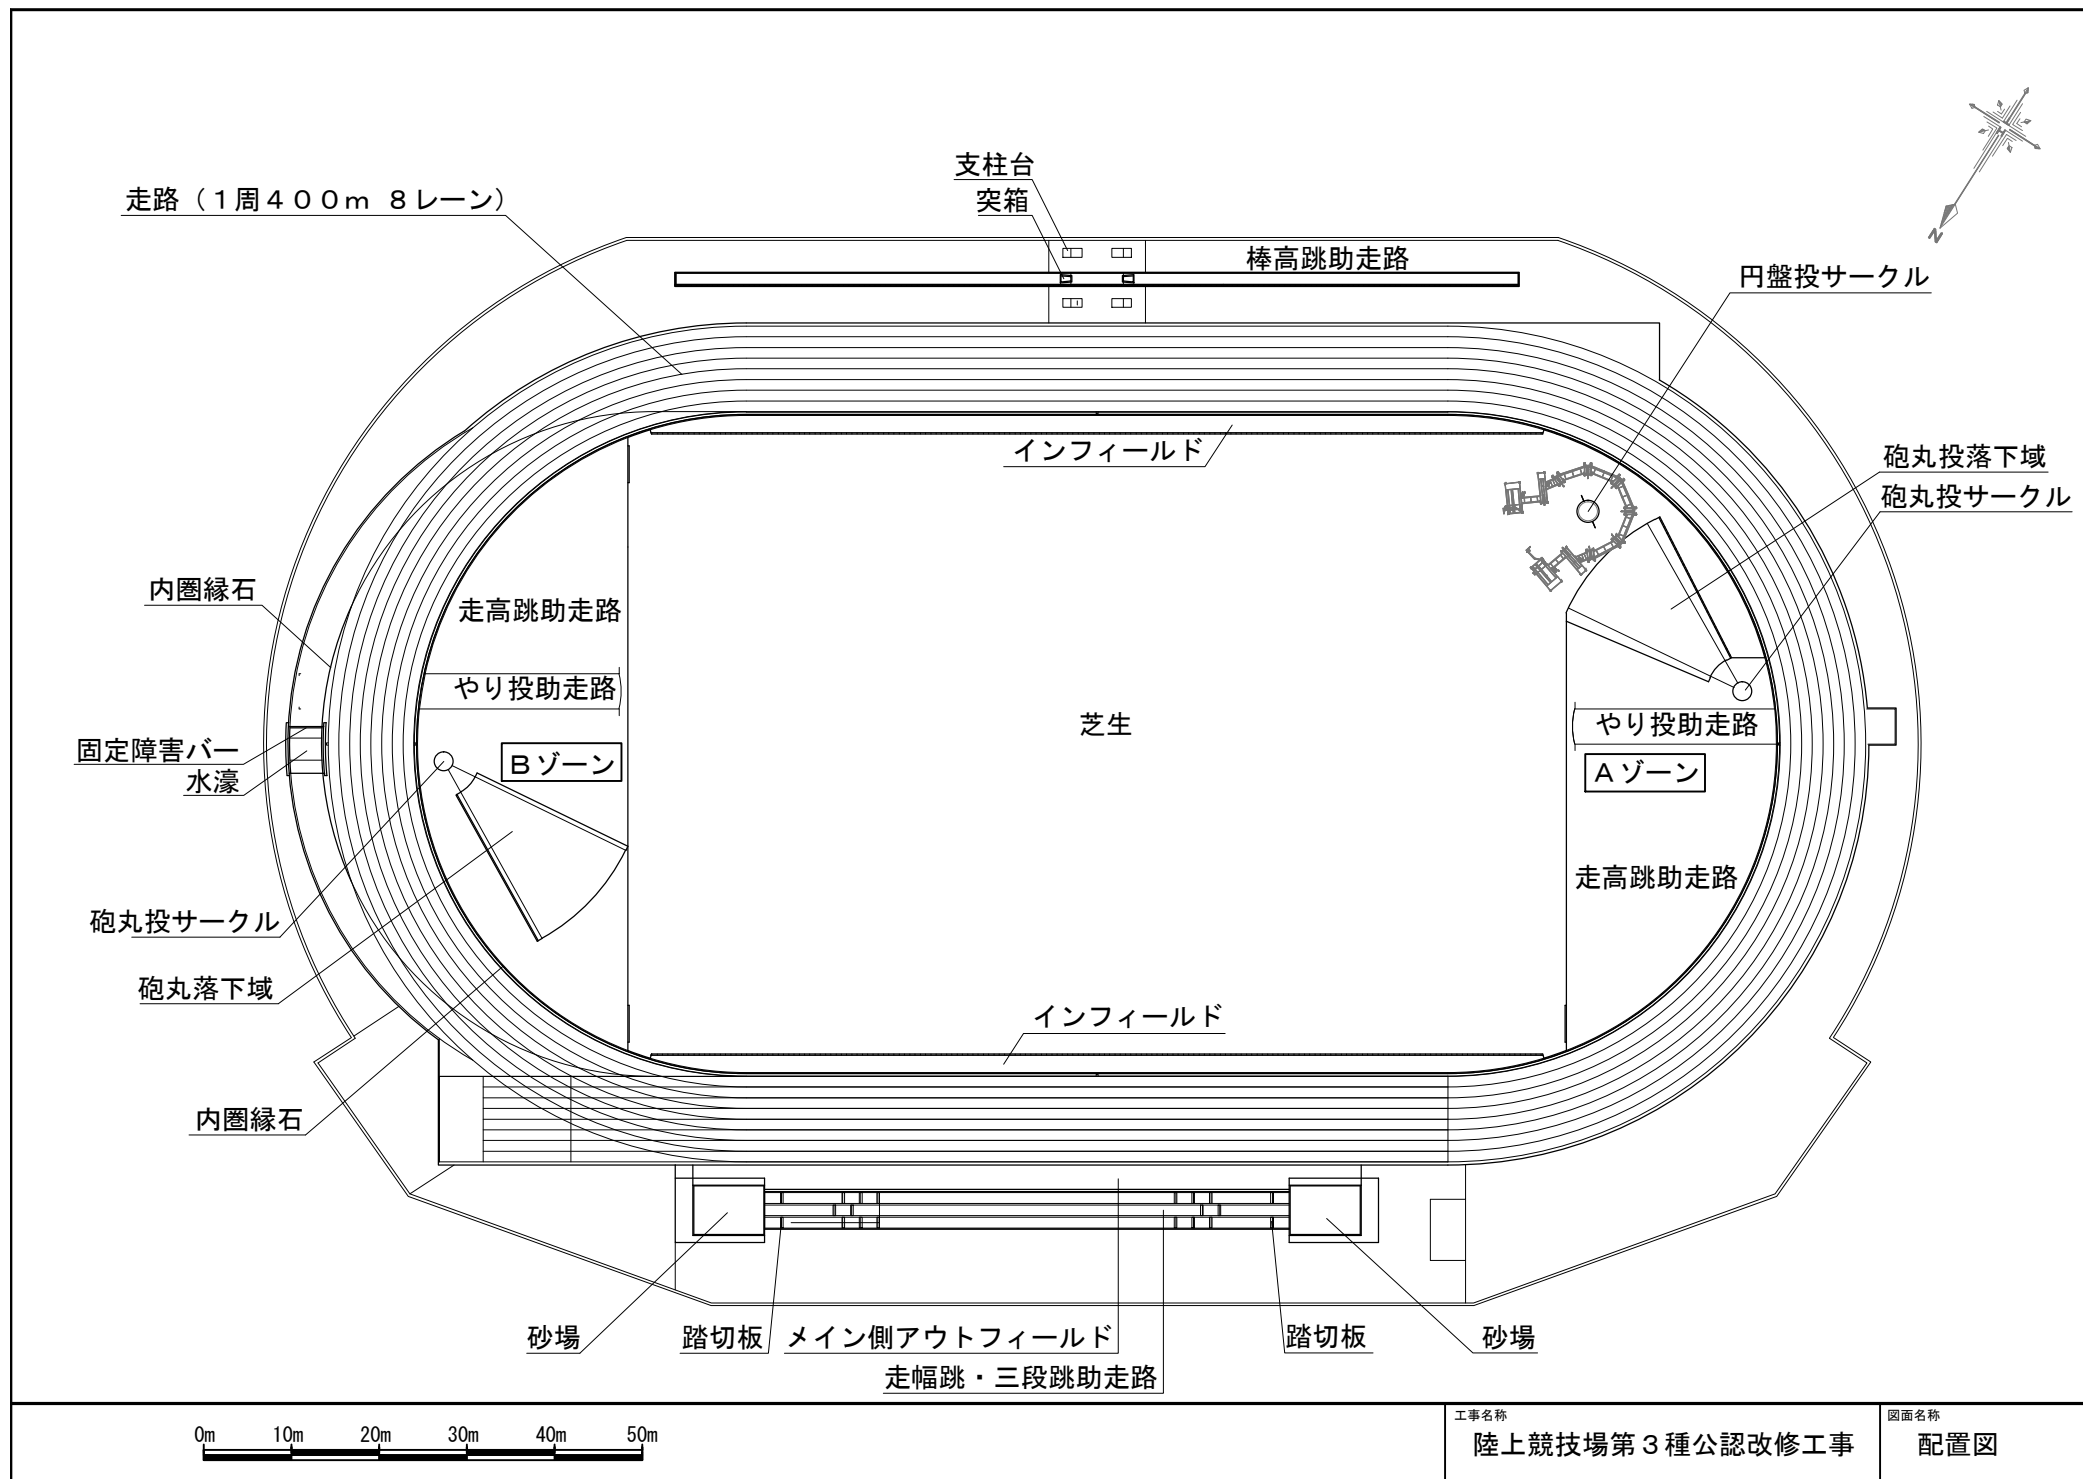 支柱台
突箱
走路（１周４００ｍ ８レーン）
棒高跳助走路
円盤投サークル
N
インフィールド
砲丸投落下域
砲丸投サークル
内圏縁石
走高跳助走路
やり投助走路
芝生
やり投助走路
固定障害バー
水濠
Ｂゾーン
Ａゾーン
走高跳助走路
砲丸投サークル
砲丸落下域
インフィールド
内圏縁石
砂場
踏切板
メイン側アウトフィールド
踏切板
砂場
走幅跳・三段跳助走路
0m 10m 20m 30m 40m 50m
工事名称
陸上競技場第３種公認改修工事
図面名称
配置図